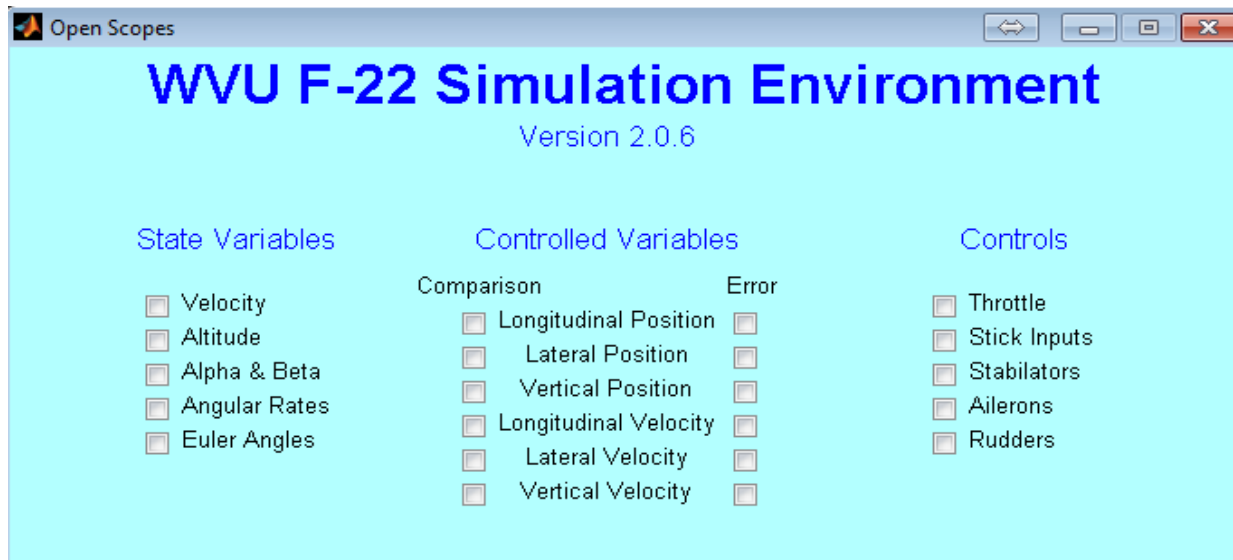 Open Scopes
WVU F-22 Simulation Environment
Version 2.0.6
State Variables
Velocity
Altitude
Alpha & Beta
Angular Rates
Euler Angles
Controlled Variables
Comparison Error
Longitudinal Position
Lateral Position
Vertical Position
Longitudinal Velocity
Lateral Velocity
Vertical Velocity
Controls
Throttle
Stick Inputs
Stabilators
Ailerons
Rudders